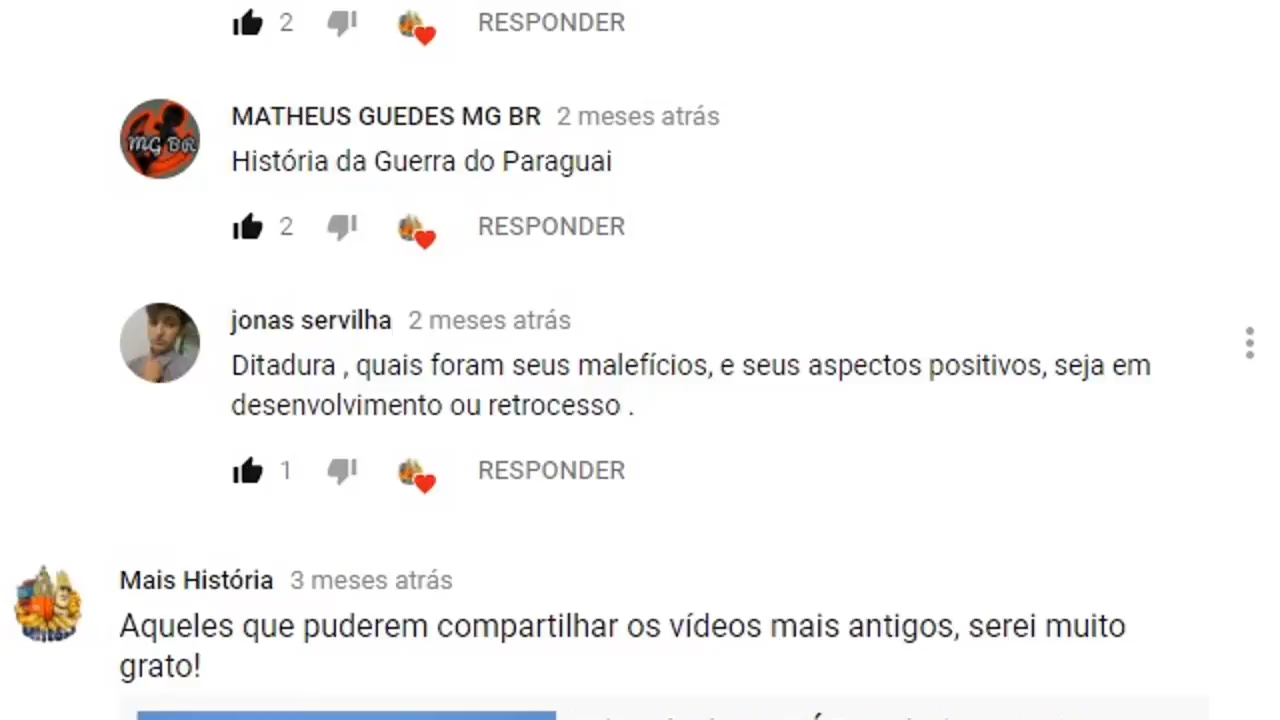 2 RESPONDER
MATHEUS GUEDES MG BR 2 meses atrás
MG BR
História da Guerra do Paraguai
2 RESPONDER
jonas servilha 2 meses atrás
Ditadura , quais foram seus malefícios, e seus aspectos positivos, seja em
desenvolvimento ou retrocesso .
1 RESPONDER
Mais História 3 meses atrás
Aqueles que puderem compartilhar os vídeos mais antigos, serei muito
grato!